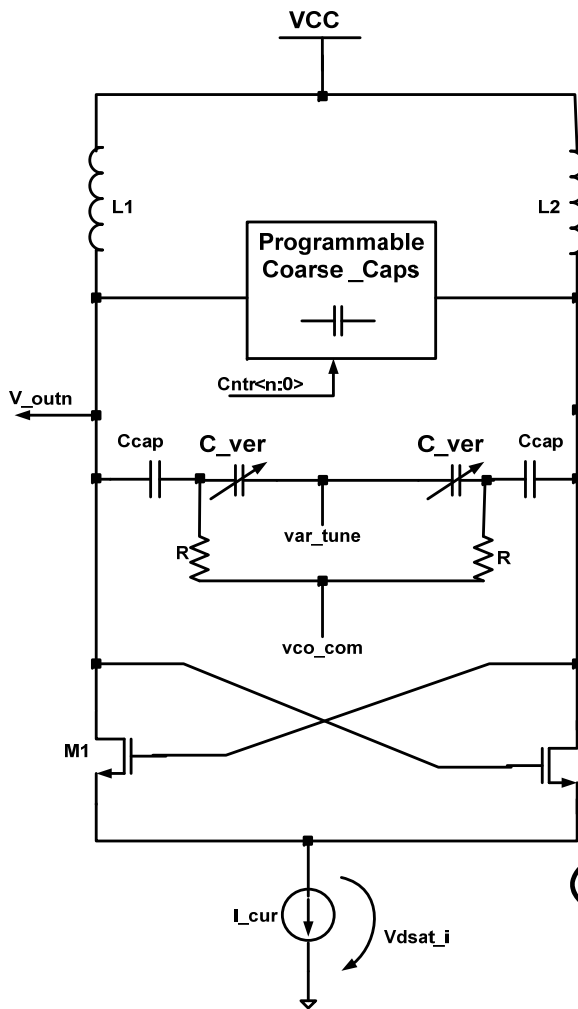 VCC
L1
L2
Programmable
Coarse _Caps
Cntr<n:0>
V_outn
Ccap
C_ver
C_ver
Ccap
var_tune
R
R
vco_com
M1
I_cur
Vdsat_i